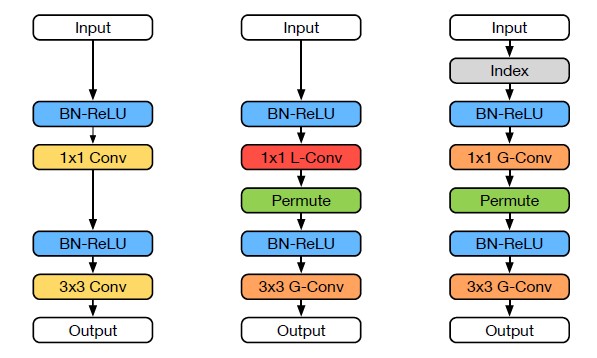 Input
BN-ReLU
1x1 Conv
BN-ReLU
3x3 Conv
Output
Input
BN-ReLU
1x1 L-Conv
Permute
BN-ReLU
3x3 G-Conv
Output
Input
Index
BN-ReLU
1x1 G-Conv
Permute
BN-ReLU
3x3 G-Conv
Output